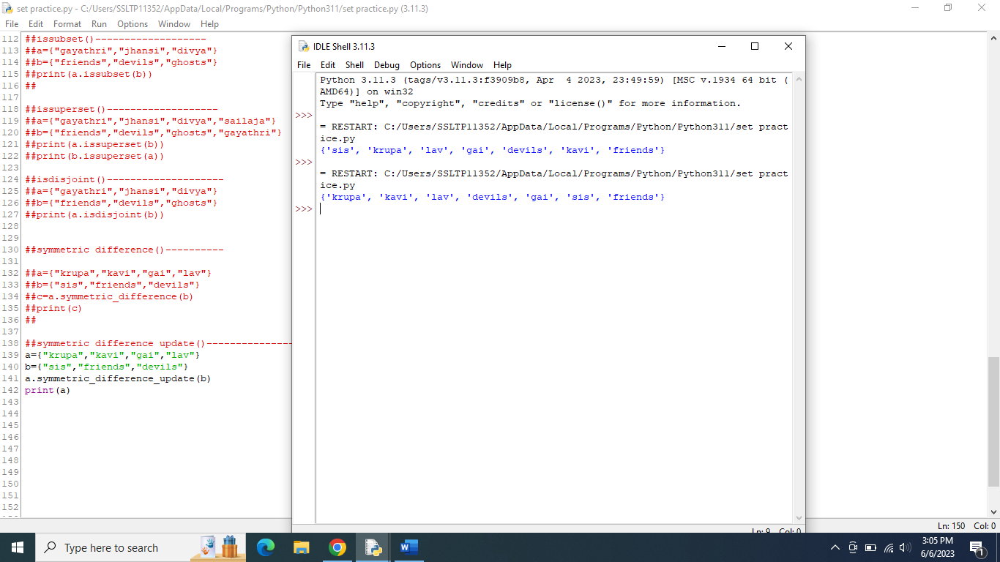 set practice.py - C:/Users/SSLTP11352/AppData/Local/Programs/Python/Python311/set practice.py (3.11.3)
File Edit Format Run Options Window Help
112 ##issubset()-------------------
113 ##a={"gayathri","jhansi","divya"}
114 ##b={"friends","devils","ghosts"}
115 ##print(a.issubset(b))
116 ##
117
118 ##issuperset()-------------------
119 ##a={"gayathri","jhansi","divya","sailaja"}
120 ##b={"friends","devils","ghosts","gayathri"}
121 ##print(a.issuperset(b))
122 ##print(b.issuperset(a))
123
124 ##isdisjoint()--------------------
125 ##a={"gayathri","jhansi","divya"}
126 ##b={"friends","devils","ghosts"}
127 ##print(a.isdisjoint(b))
128
129
130 ##symmetric difference()----------
131
132 ##a={"krupa","kavi","gai","lav"}
133 ##b={"sis","friends","devils"}
134 ##c=a.symmetric_difference(b)
135 ##print(c)
136 ##
137
138 ##symmetric difference update()---------------
139 a={"krupa","kavi","gai","lav"}
140 b={"sis","friends","devils"}
141 a.symmetric_difference_update(b)
142 print(a)
143
144
145
146
147
148
149
150
151
152
IDLE Shell 3.11.3
File Edit Shell Debug Options Window Help
Python 3.11.3 (tags/v3.11.3:f3909b8, Apr  4 2023, 23:49:59) [MSC v.1934 64 bit (
AMD64)] on win32
Type "help", "copyright", "credits" or "license()" for more information.
>>>
= RESTART: C:/Users/SSLTP11352/AppData/Local/Programs/Python/Python311/set pract
ice.py
{'sis', 'krupa', 'lav', 'gai', 'devils', 'kavi', 'friends'}
>>>
= RESTART: C:/Users/SSLTP11352/AppData/Local/Programs/Python/Python311/set pract
ice.py
{'krupa', 'kavi', 'lav', 'devils', 'gai', 'sis', 'friends'}
>>>
Ln: 9 Col: 0
Ln: 150 Col: 0
Type here to search
3:05 PM
6/6/2023
1